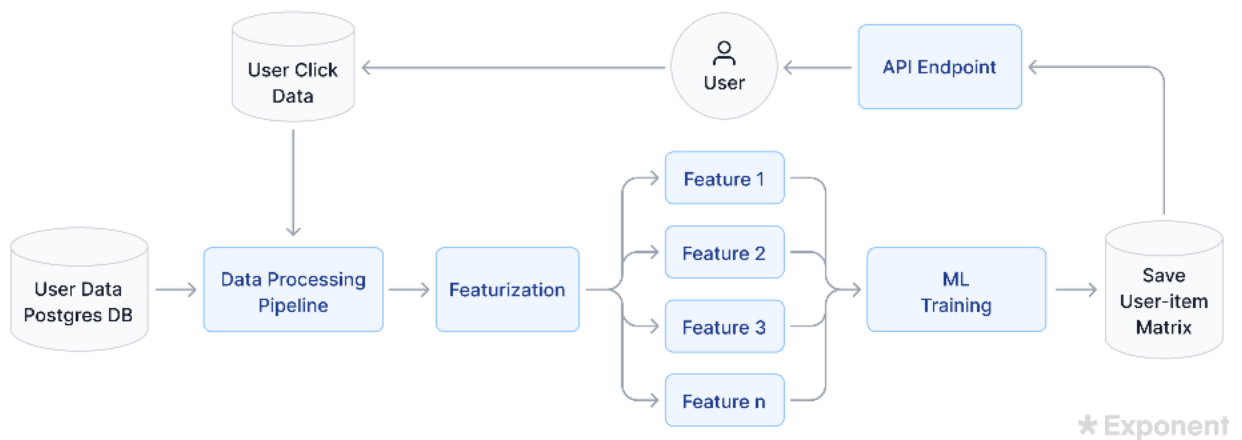 User Click
Data
User
API Endpoint
Feature 1
Feature 2
Feature 3
Feature n
User Data
Postgres DB
Data Processing
Pipeline
Featurization
ML
Training
Save
User-item
Matrix
Exponent